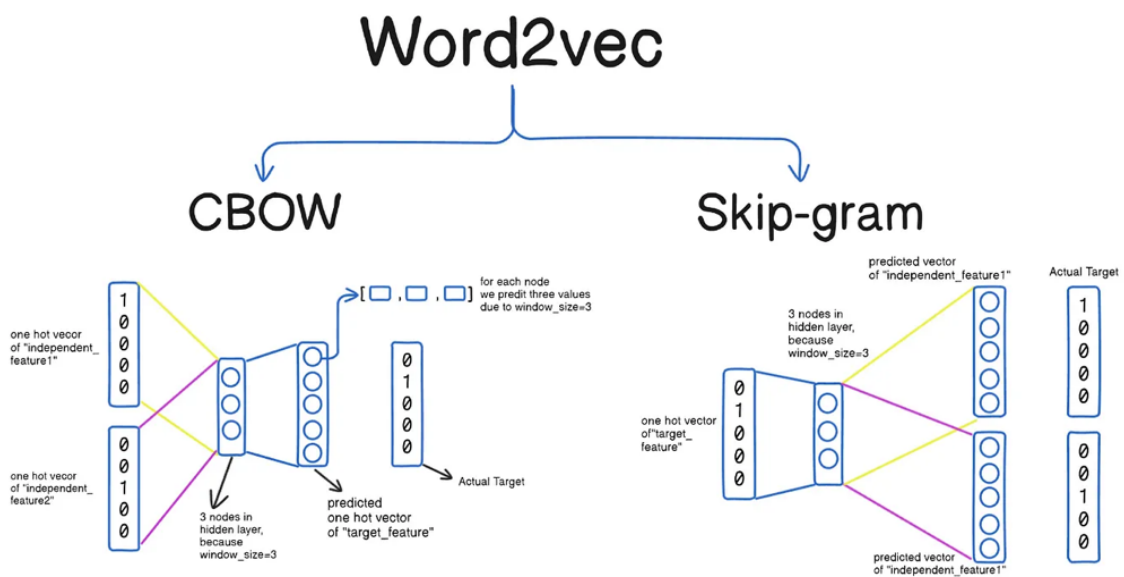 Word2vec
CBOW
Skip-gram
one hot vecor
of "independent_
feature1"
1
0
0
0
0
one hot vecor
of "independent_
feature2"
0
0
1
0
0
3 nodes in
hidden layer,
because
window_size=3
[ , , ]
for each node
we predit three values
due to window_size=3
predicted
one hot vector
of "target_feature"
0
1
0
0
0
Actual Target
one hot vector
of"target_
feature"
0
1
0
0
0
3 nodes in
hidden layer,
because
window_size=3
predicted vector
of "independent_feature1"
predicted vector
of "independent_feature1"
Actual Target
1
0
0
0
0
0
0
1
0
0